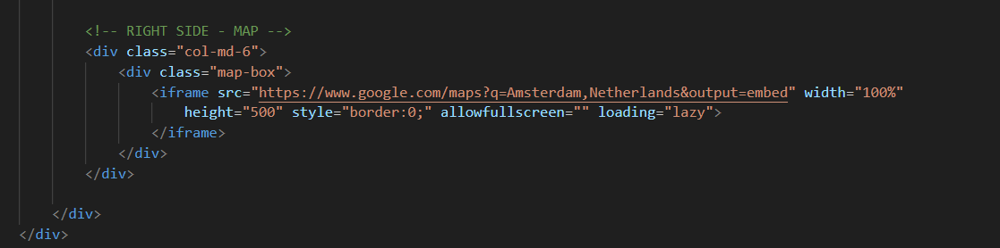 <!-- RIGHT SIDE - MAP -->
<div class="col-md-6">
<div class="map-box">
<iframe src="https://www.google.com/maps?q=Amsterdam,Netherlands&output=embed" width="100%"
height="500" style="border:0;" allowfullscreen="" loading="lazy">
</iframe>
</div>
</div>
</div>
</div>